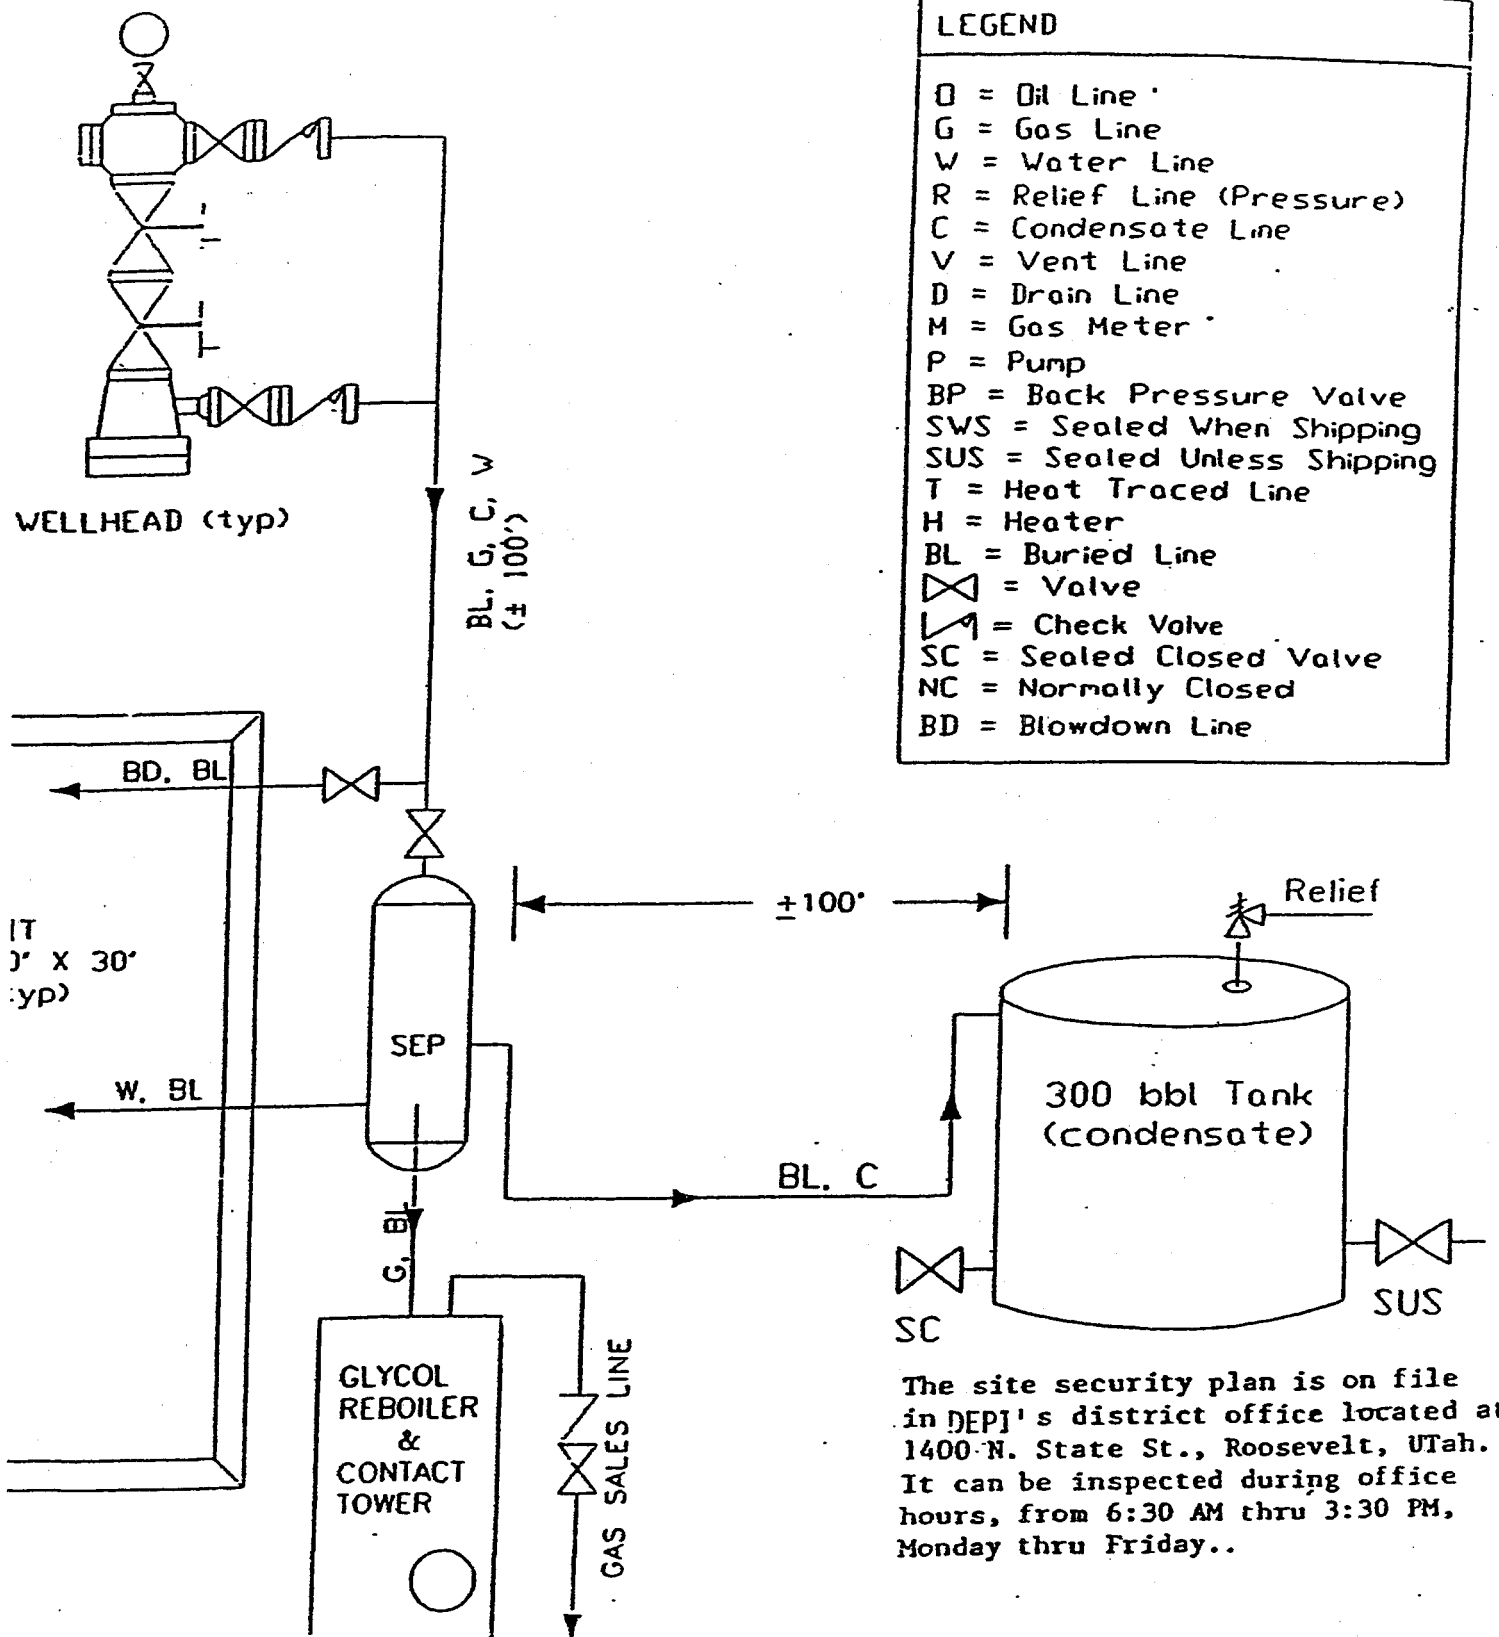 LEGEND
O = Oil Line
G = Gas Line
W = Water Line
R = Relief Line (Pressure)
C = Condensate Line
V = Vent Line
D = Drain Line
M = Gas Meter
P = Pump
BP = Back Pressure Valve
SWS = Sealed When Shipping
SUS = Sealed Unless Shipping
T = Heat Traced Line
H = Heater
BL = Buried Line
= Valve
= Check Valve
SC = Sealed Closed Valve
NC = Normally Closed
BD = Blowdown Line
WELLHEAD (typ)
BL, G, C, W
(± 100')
BD. BL
±100'
Relief
X 30'
SEP
W. BL
300 bbl Tank
(condensate)
BL. C
G, BL
SC
SUS
GLYCOL
REBOILER
&
CONTACT
TOWER
GAS SALES LINE
The site security plan is on file
in DEPI's district office located at
1400 N. State St., Roosevelt, UTah.
It can be inspected during office
hours, from 6:30 AM thru 3:30 PM,
Monday thru Friday..